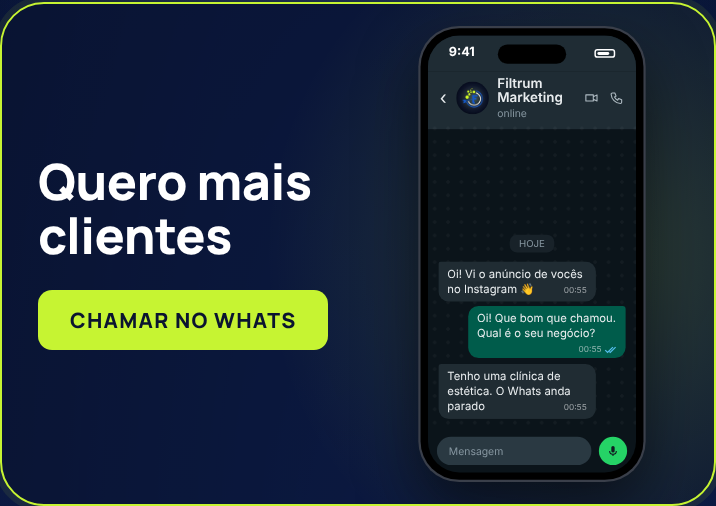 Quero mais
clientes
CHAMAR NO WHATS
9:41
Filtrum
Marketing
online
HOJE
Oi! Vi o anúncio de vocês
no Instagram 👋 00:55
Oi! Que bom que chamou.
Qual é o seu negócio?
00:55
Tenho uma clínica de
estética. O Whats anda
parado 00:55
Mensagem